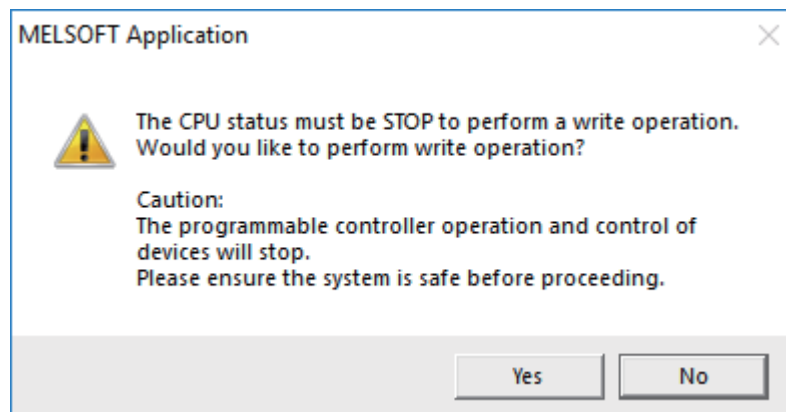 MELSOFT Application
The CPU status must be STOP to perform a write operation.
Would you like to perform write operation?
Caution:
The programmable controller operation and control of
devices will stop.
Please ensure the system is safe before proceeding.
Yes
No